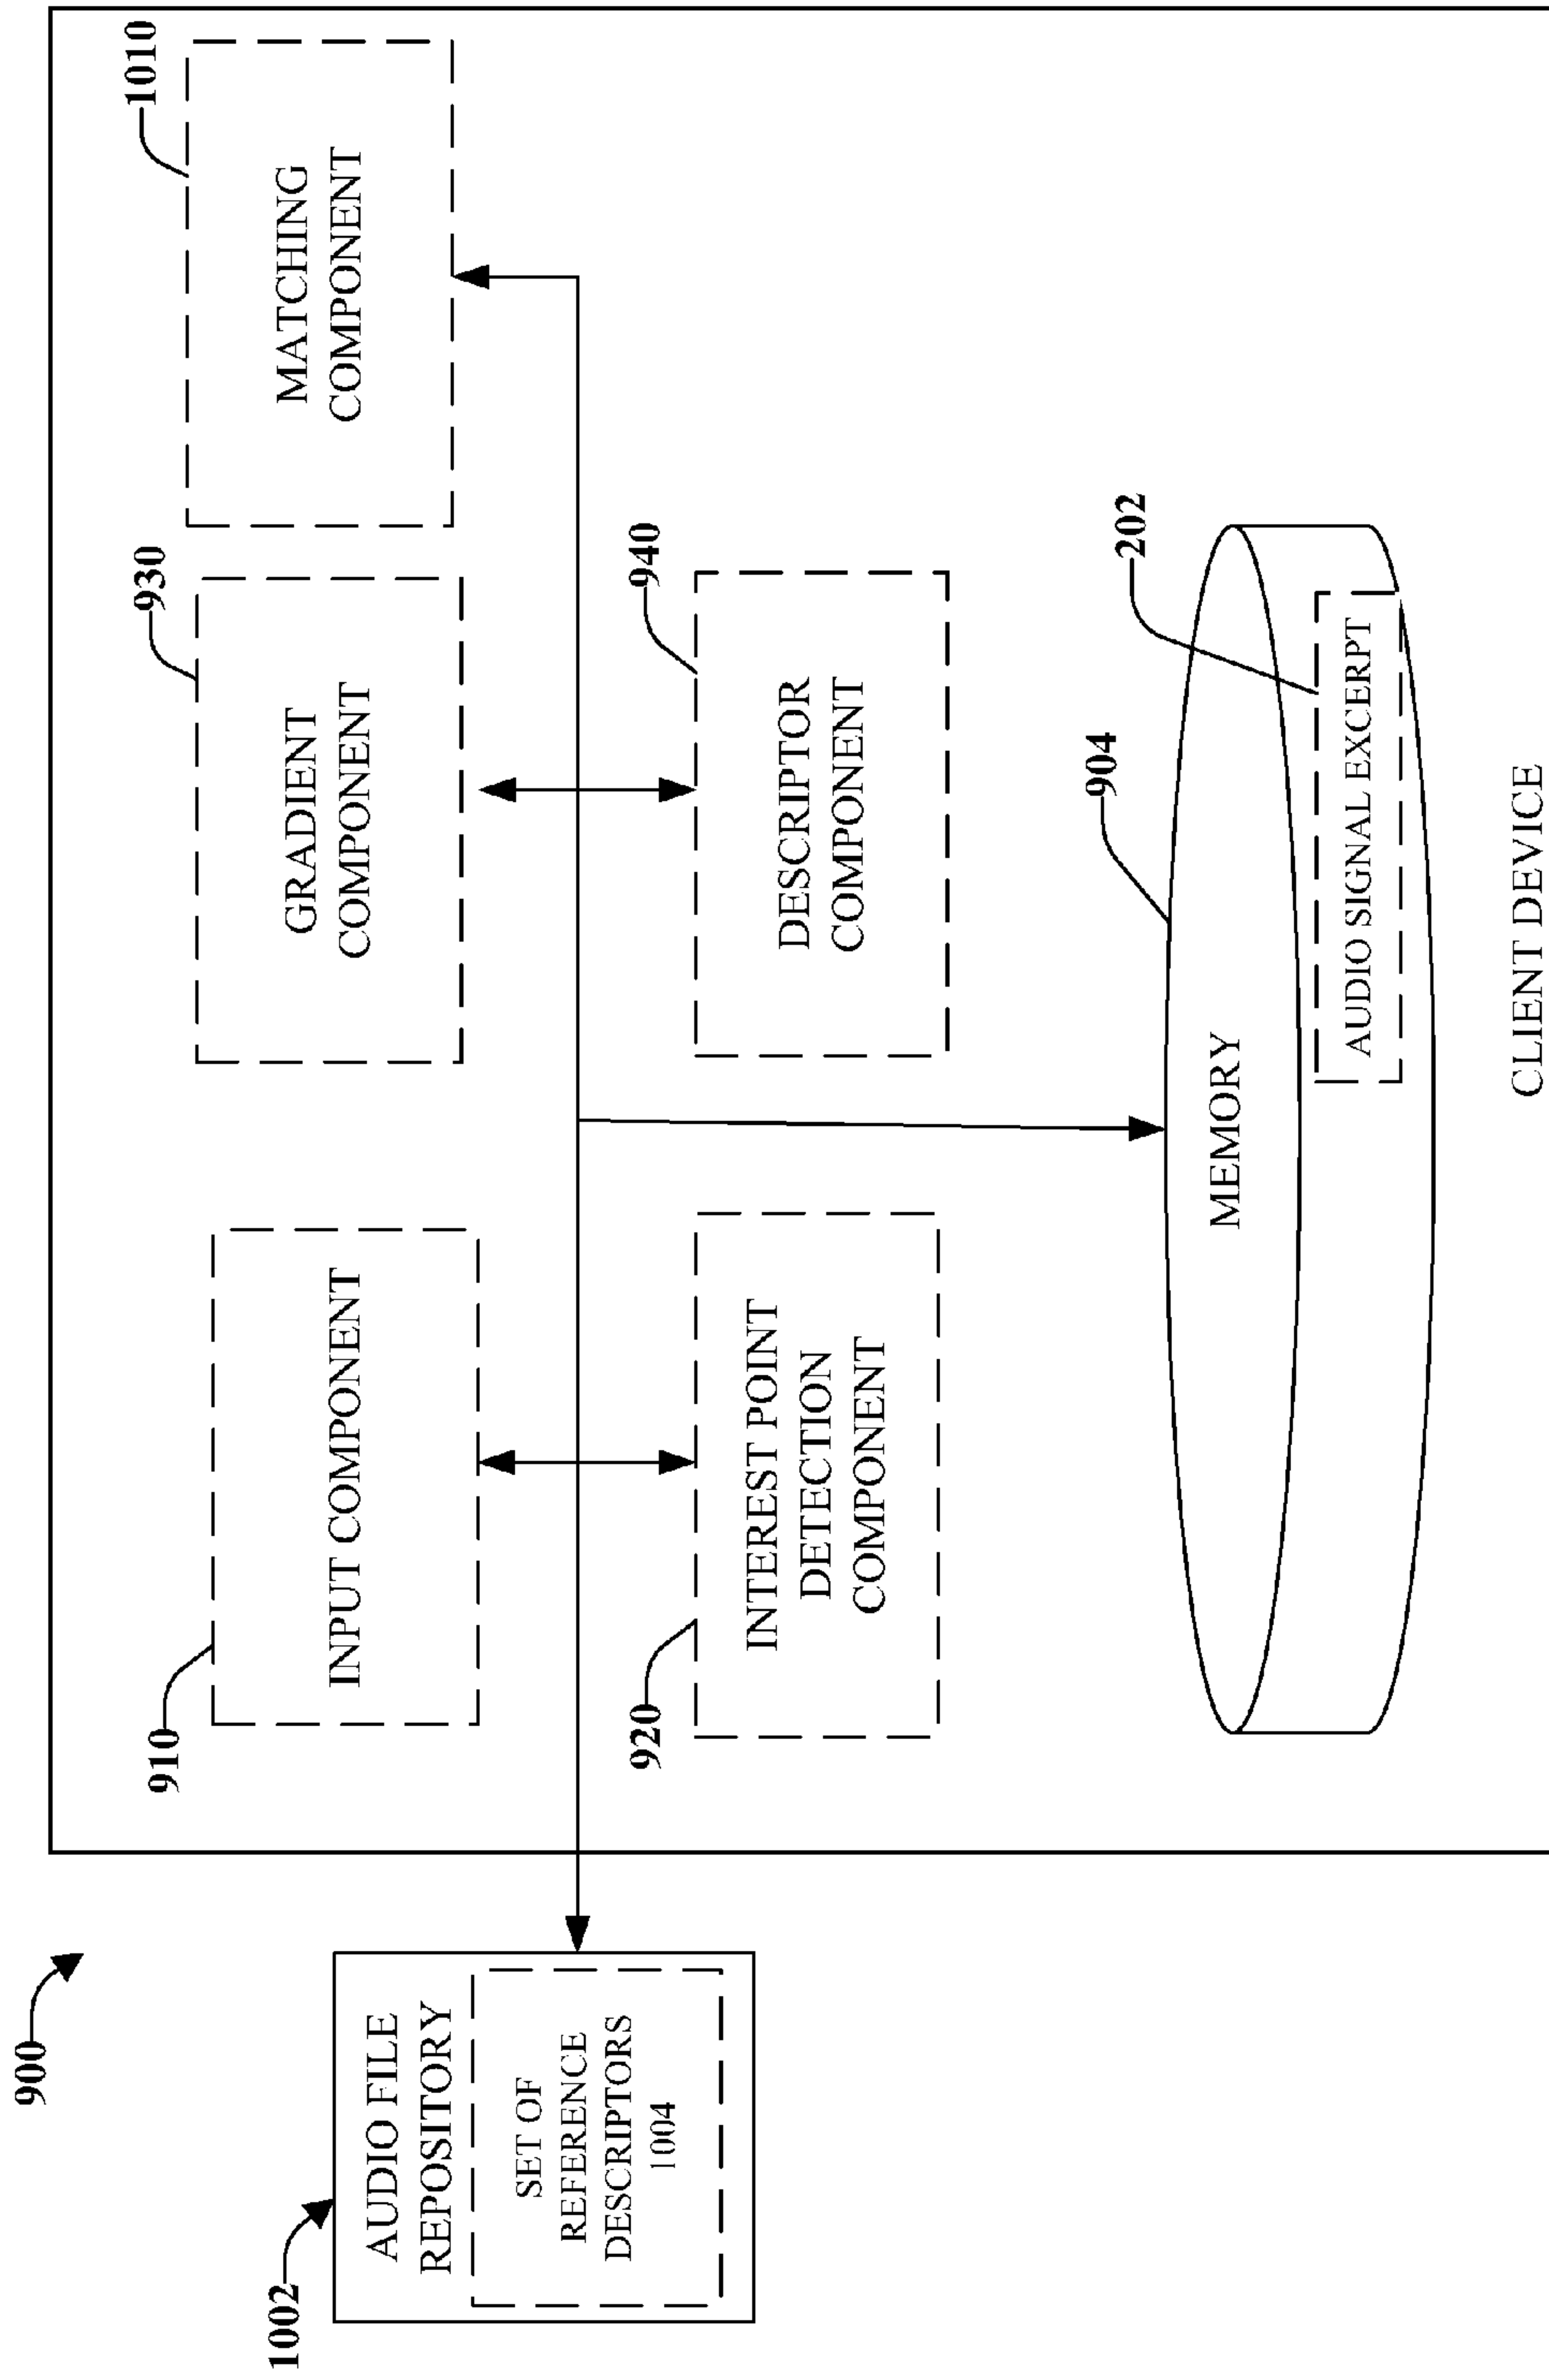 900
1002
AUDIO FILE
REPOSITORY
SET OF
REFERENCE
DESCRIPTORS
1004
910
INPUT COMPONENT
930
GRADIENT
COMPONENT
1010
MATCHING
COMPONENT
920
INTEREST POINT
DETECTION
COMPONENT
940
DESCRIPTOR
COMPONENT
904
202
MEMORY
AUDIO SIGNAL EXCERPT
CLIENT DEVICE